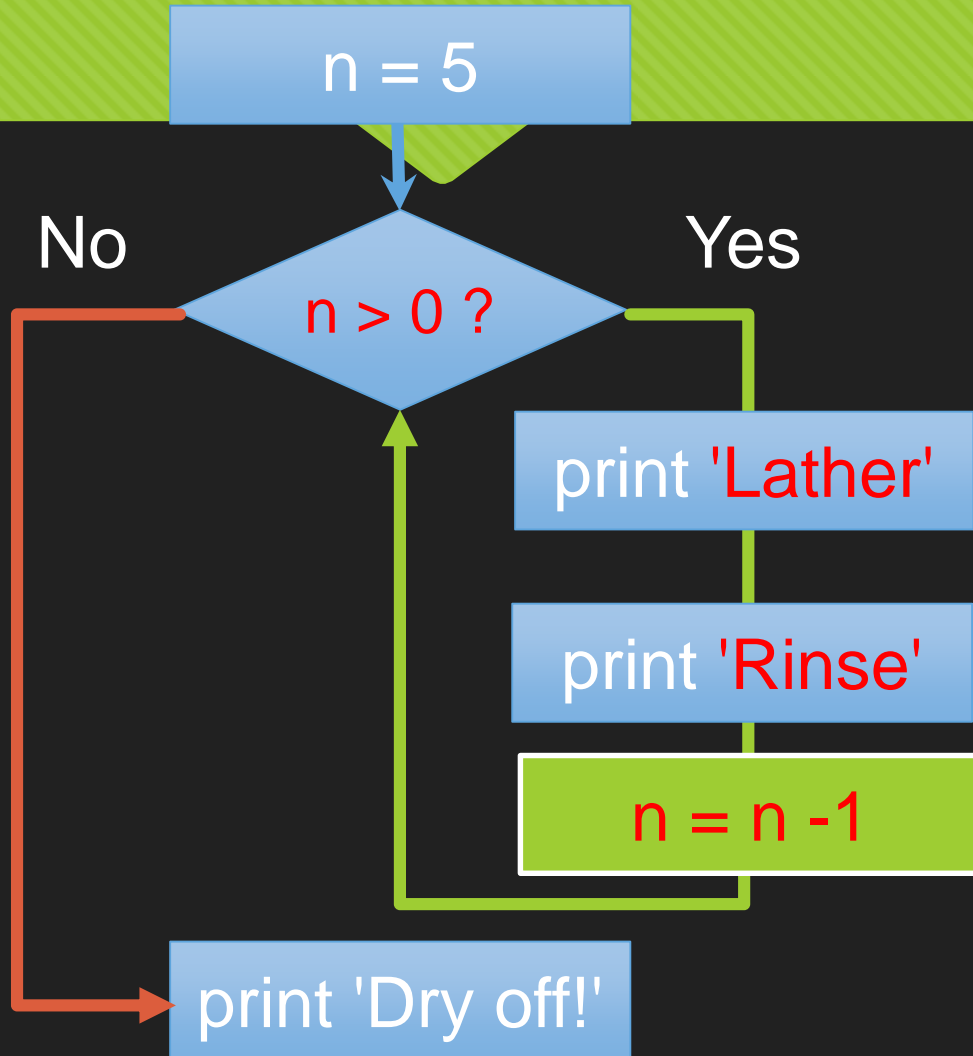 n = 5
No
Yes
n > 0 ?
print 'Lather'
print 'Rinse'
n = n -1
print 'Dry off!'